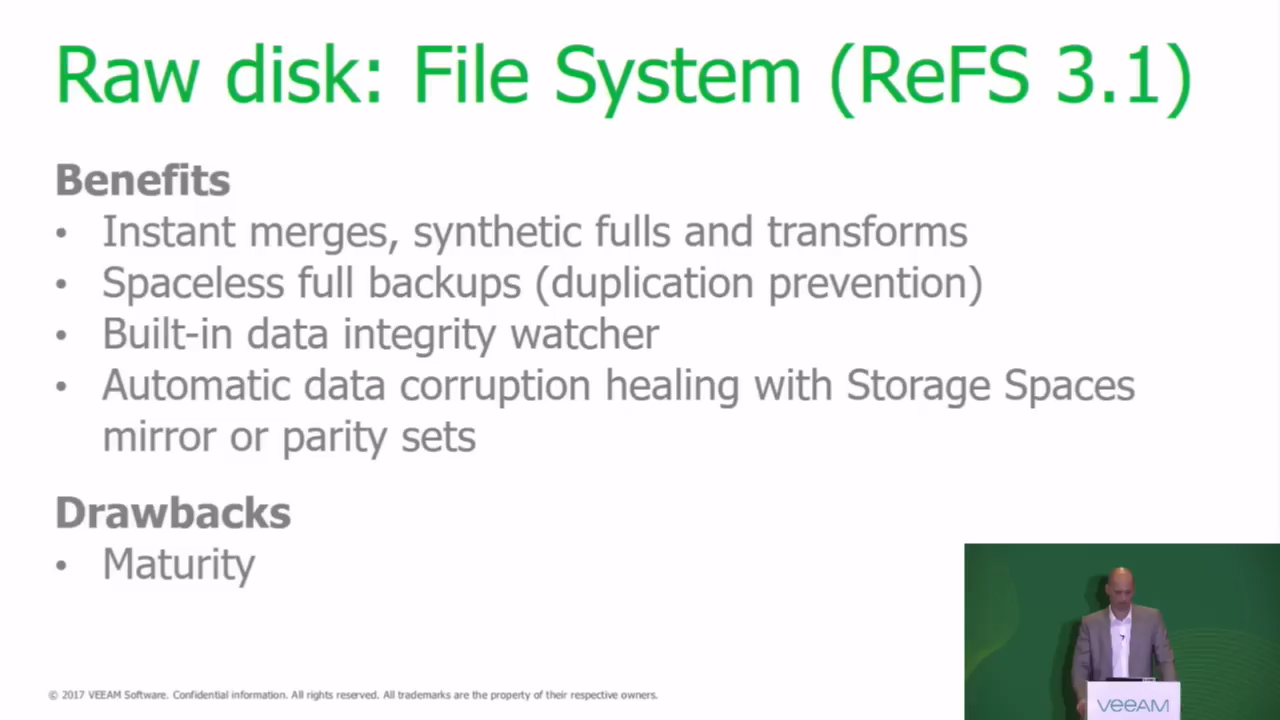 Raw disk: File System (ReFS 3.1)
Benefits
• Instant merges, synthetic fulls and transforms
• Spaceless full backups (duplication prevention)
• Built-in data integrity watcher
• Automatic data corruption healing with Storage Spaces
mirror or parity sets
Drawbacks
• Maturity
© 2017 VEEAM Software. Confidential information. All rights reserved. All trademarks are the property of their respective owners.
veeAM